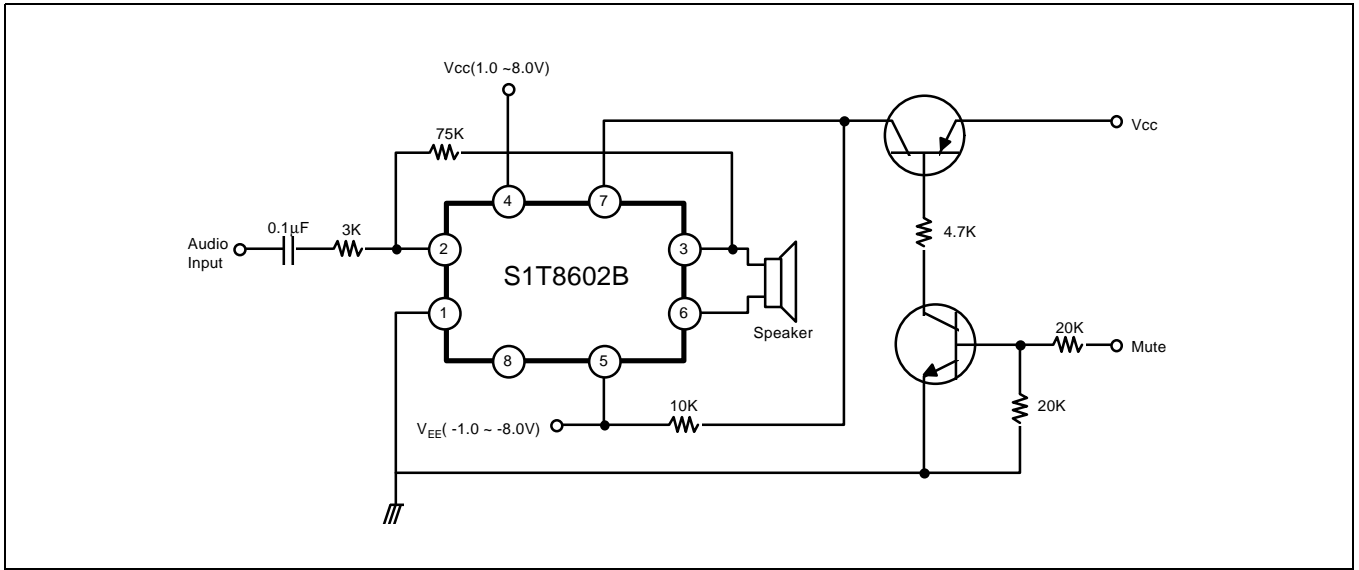 Vcc(1.0 ~8.0V)
75K
Vcc
4
7
0.1µF
3K
4.7K
Audio
Input
2
3
S1T8602B
1
6
Speaker
20K
Mute
8
5
10K
20K
VEE( -1.0 ~ -8.0V)